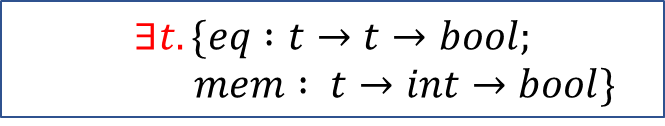 ∃t. {eq : t → t → bool;
mem : t → int → bool}